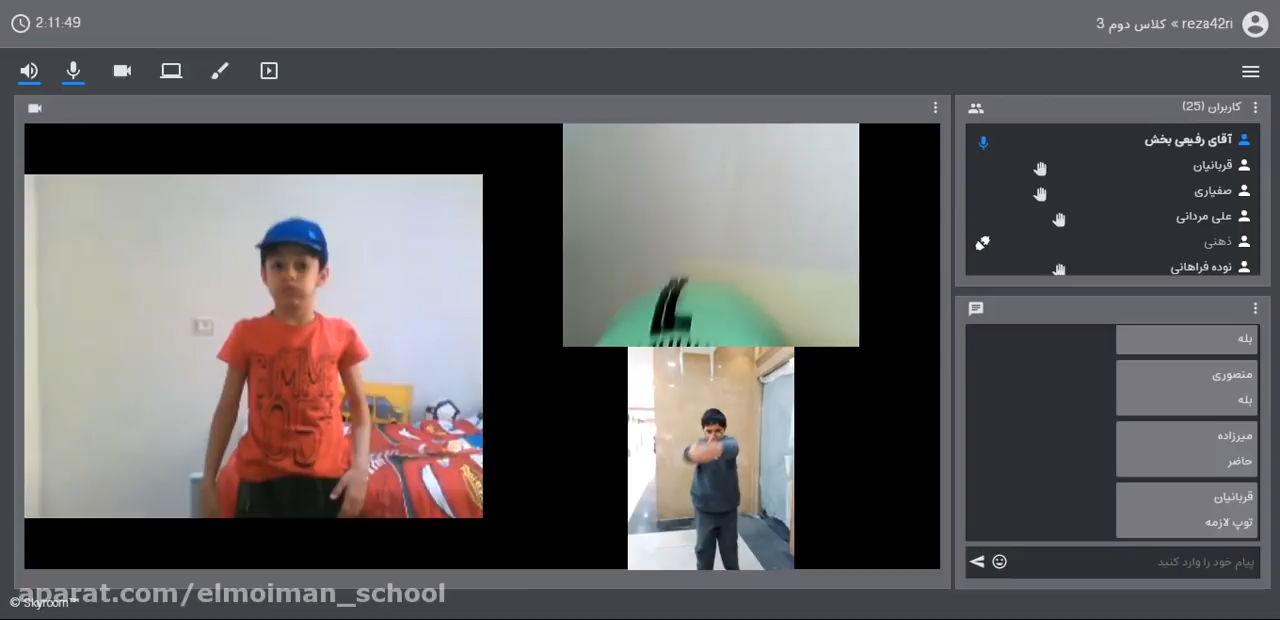 2:11:49
reza42ri » کلاس دوم 3
کاربران (25)
آقای رفیعی بخش
قربانیان
صفیاری
علی مردانی
ذهنی
نوده فراهانی
بله
منصوری
بله
میرزاده
حاضر
قربانیان
توپ لازمه
پیام خود را وارد کنید
aparat.com/elmoiman_school
© Skyroom™